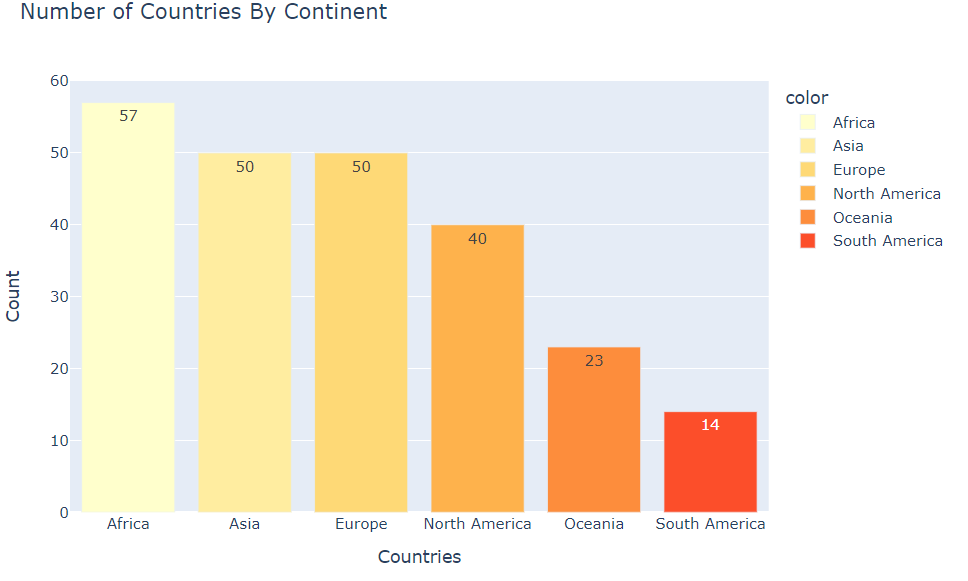 Number of Countries By Continent
60
50
40
30
20
10
0
Count
57
50
50
40
23
14
Africa
Asia
Europe
North America
Oceania
South America
Countries
color
Africa
Asia
Europe
North America
Oceania
South America